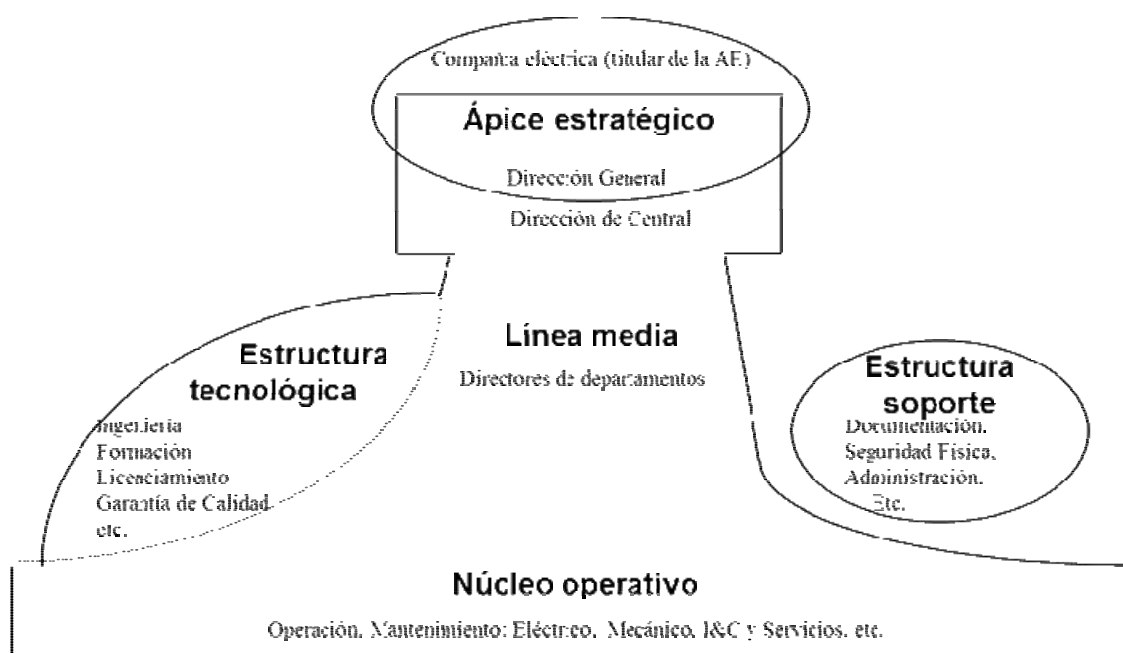 Compañía eléctrica (titular de la AE)
Ápice estratégico
Dirección General
Dirección de Central
Línea media
Directores de departamentos
Estructura
tecnológica
Ingeniería
Formación
Licenciamiento
Garantía de Calidad
etc.
Estructura
soporte
Documentación.
Seguridad Física.
Administración.
Etc.
Núcleo operativo
Operación, Mantenimiento: Eléctrico, Mecánico, I&C y Servicios, etc.